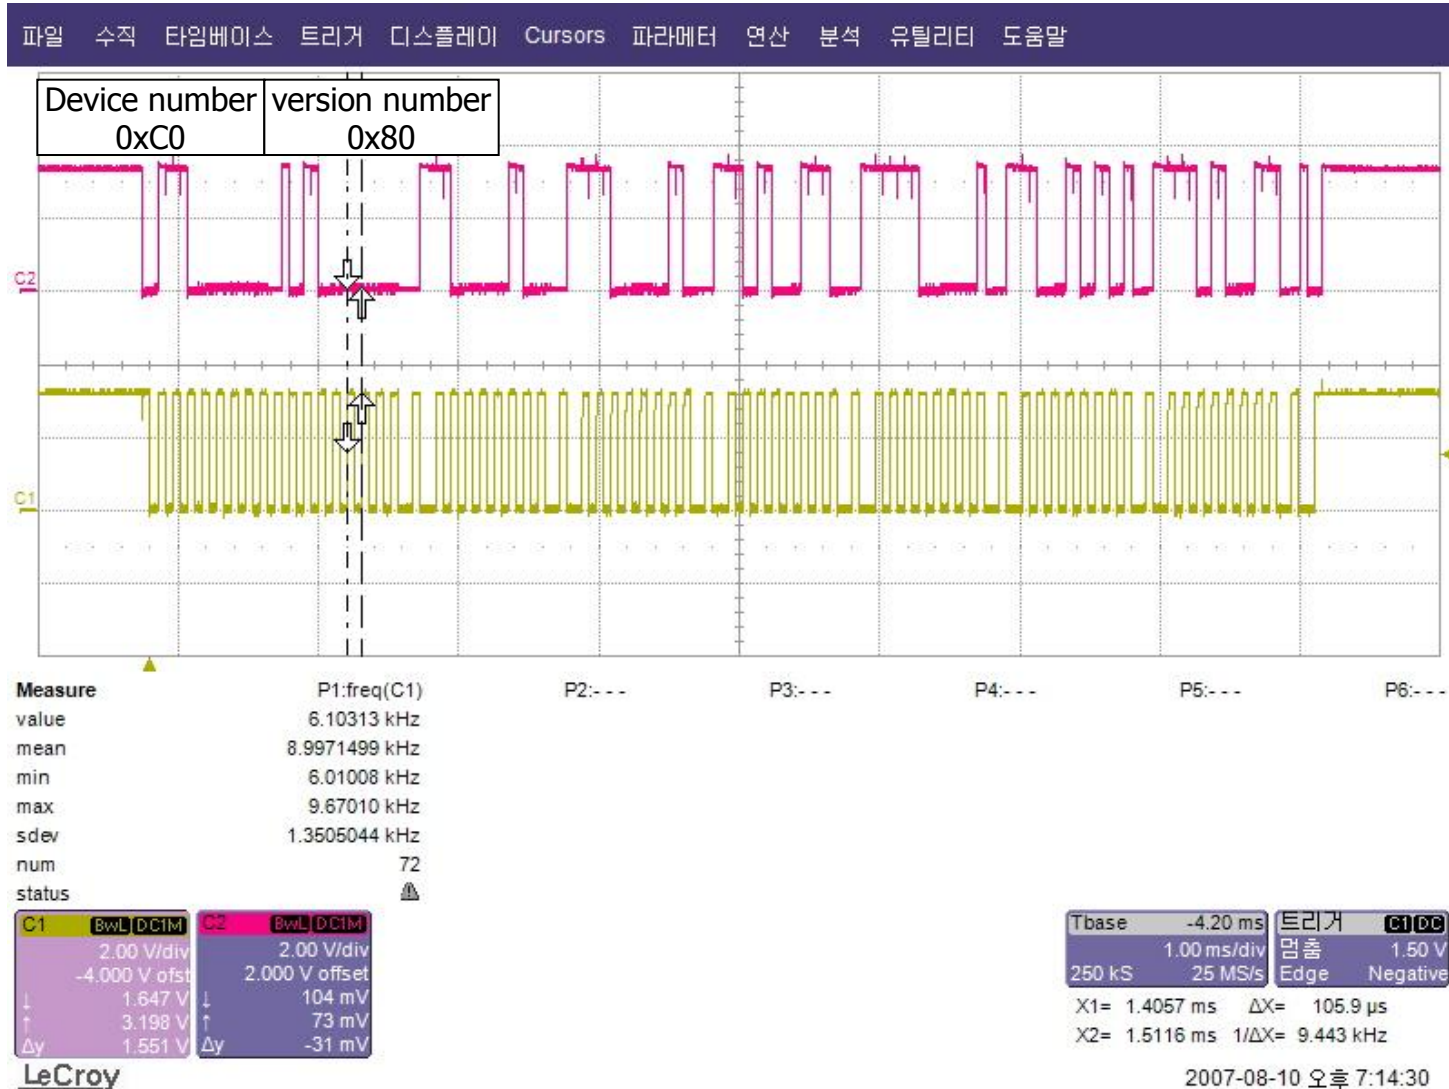 파일 수직 타임베이스 트리거 디스플레이 Cursors 파라메터 연산 분석 유틸리티 도움말
Device number version number
0xC0 0x80
C2
C1
Measure P1:freq(C1) P2:- - - P3:- - - P4:- - - P5:- - - P6:- - -
value 6.10313 kHz
mean 8.9971499 kHz
min 6.01008 kHz
max 9.67010 kHz
sdev 1.3505044 kHz
num 72
status
C1 BwL DC1M C2 BwL DC1M Tbase -4.20 ms 트리거 C1 DC
2.00 V/div 2.00 V/div 1.00 ms/div 멈춤 1.50 V
-4.000 V ofst 2.000 V offset 250 kS 25 MS/s Edge Negative
↓ 1.647 V ↓ 104 mV X1= 1.4057 ms ΔX= 105.9 µs
↑ 3.198 V ↑ 73 mV X2= 1.5116 ms 1/ΔX= 9.443 kHz
Δy 1.551 V Δy -31 mV
LeCroy 2007-08-10 오후 7:14:30